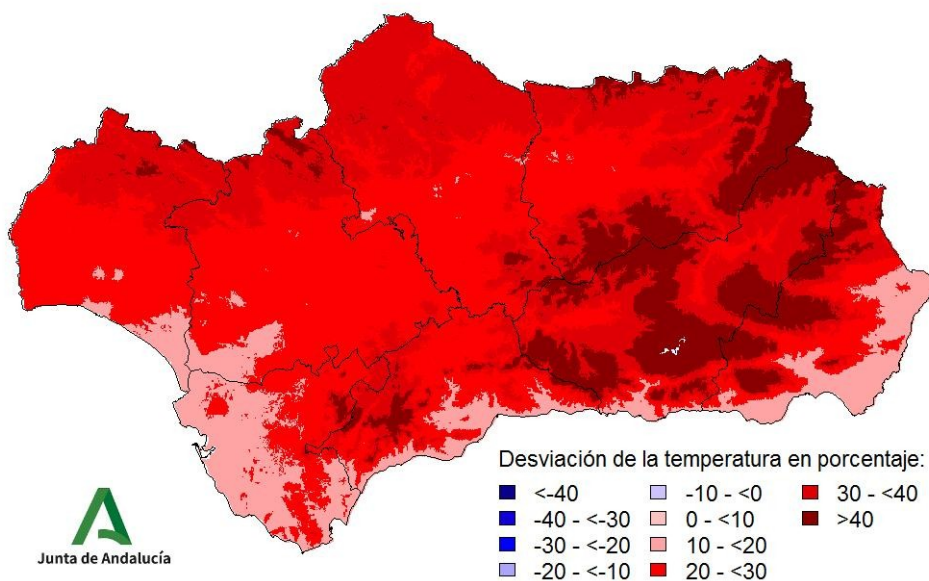 Desviación de la temperatura en porcentaje:
<-40 -10 - <0 30 - <40
-40 - <-30 0 - <10 >40
-30 - <-20 10 - <20
-20 - <-10 20 - <30
Junta de Andalucía